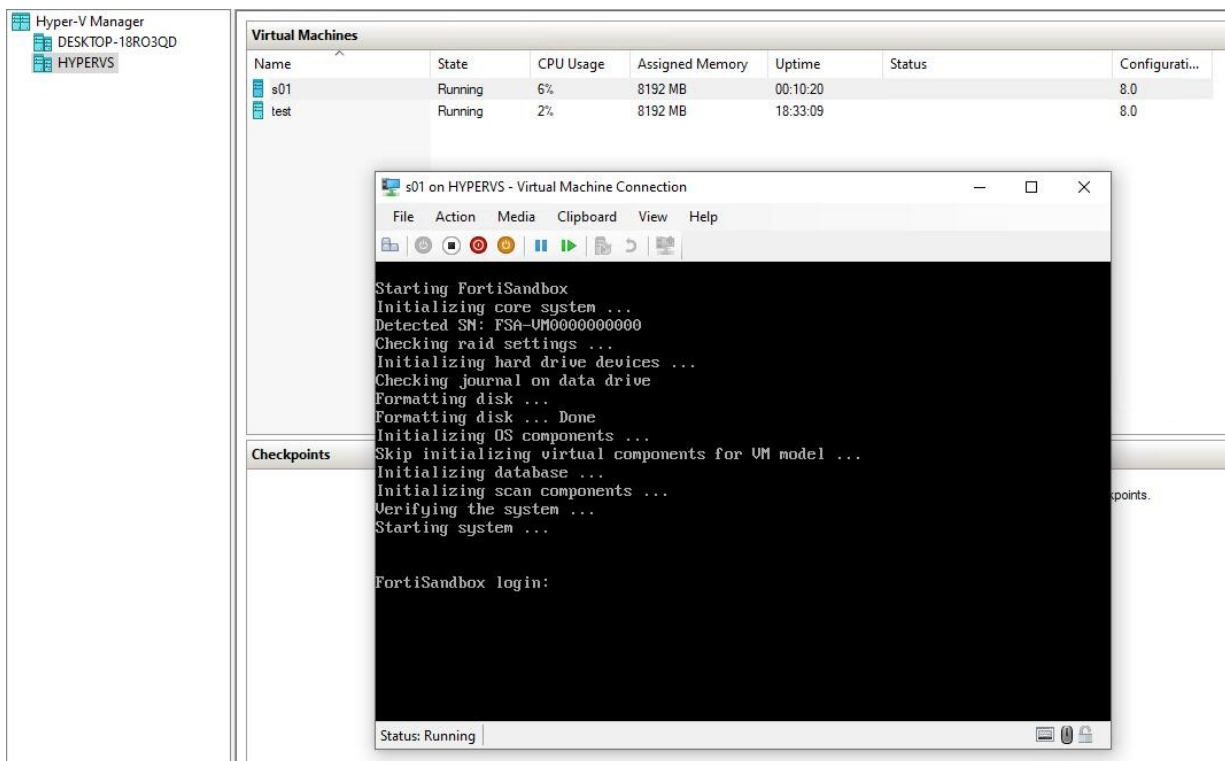 Hyper-V Manager
DESKTOP-18RO3QD
HYPERVS
Virtual Machines
Name State CPU Usage Assigned Memory Uptime Status Configurati...
s01 Running 6% 8192 MB 00:10:20 8.0
test Running 2% 8192 MB 18:33:09 8.0
s01 on HYPERVS - Virtual Machine Connection
File Action Media Clipboard View Help
Starting FortiSandbox
Initializing core system ...
Detected SN: FSA-VM0000000000
Checking raid settings ...
Initializing hard drive devices ...
Checking journal on data drive
Formatting disk ...
Formatting disk ... Done
Initializing OS components ...
Skip initializing virtual components for VM model ...
Initializing database ...
Initializing scan components ...
Verifying the system ...
Starting system ...
FortiSandbox login:
Status: Running
Checkpoints
kpoints.